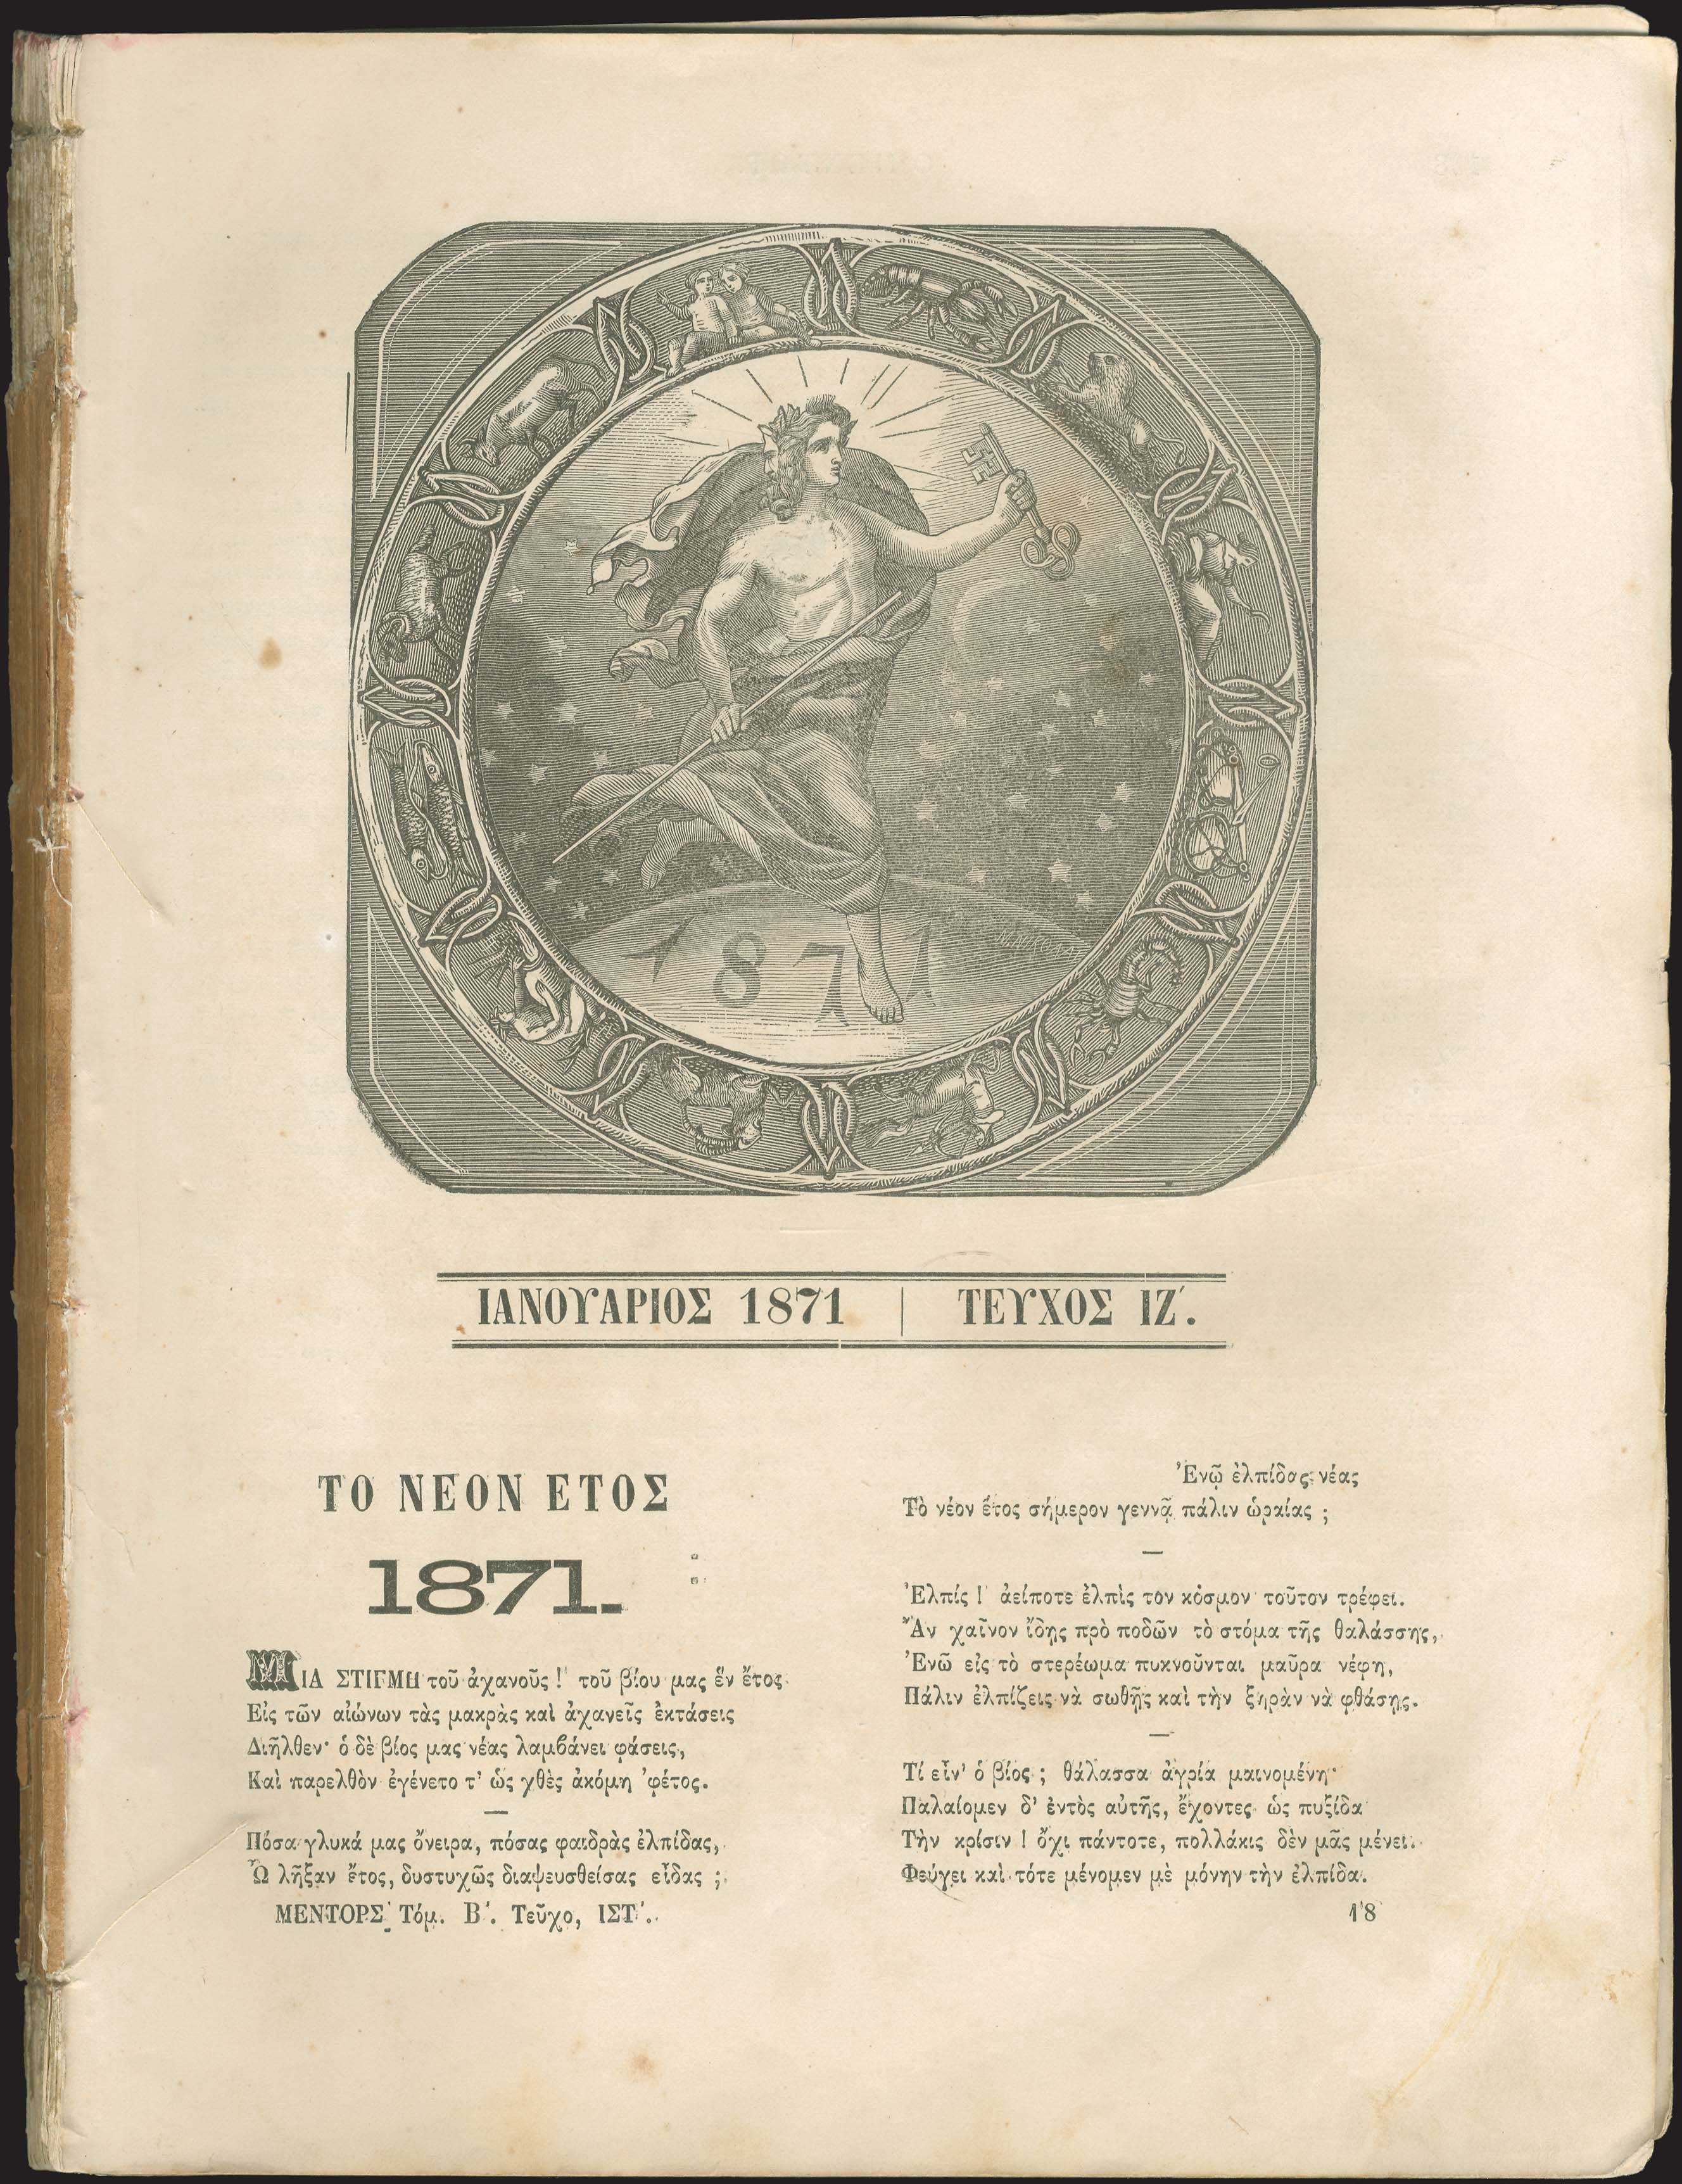 1871
ΙΑΝΟΥΑΡΙΟΣ 1871 | ΤΕΥΧΟΣ ΙΖ΄.
ΤΟ ΝΕΟΝ ΕΤΟΣ
1871.
ΜΙΑ ΣΤΙΓΜΗ τοῦ ἀχανοῦς! τοῦ βίου μας ἓν ἔτος
Εἰς τῶν αἰώνων τὰς μακρὰς καὶ ἀχανεῖς ἐκτάσεις
Διῆλθεν· ὁ δὲ βίος μας νέας λαμβάνει φάσεις,
Καὶ παρελθὸν ἐγένετο τ' ὡς χθὲς ἀκόμη 'φέτος.
—
Πόσα γλυκά μας ὄνειρα, πόσας φαιδρὰς ἐλπίδας,
Ὦ λῆξαν ἔτος, δυστυχῶς διαψευσθείσας εἶδας ;
ΜΕΝΤΟΡΣ Τόμ. Β΄. Τεῦχο, ΙΣΤ΄.
Ἐνῷ ἐλπίδας νέας
Τὸ νέον ἔτος σήμερον γεννᾷ πάλιν ὡραίας ;
—
Ἐλπίς! ἀείποτε ἐλπὶς τον κόσμον τοῦτον τρέφει.
Ἂν χαῖνον ἴδῃς πρὸ ποδῶν τὸ στόμα τῆς θαλάσσης,
Ἐνῶ εἰς τὸ στερέωμα πυκνοῦνται μαῦρα νέφη,
Πάλιν ἐλπίζεις νὰ σωθῇς καὶ τὴν ξηρὰν νὰ φθάσῃς.
—
Τί εἶν' ὁ βίος ; θάλασσα ἀγρία μαινομένη·
Παλαίομεν δ' ἐντὸς αὐτῆς, ἔχοντες ὡς πυξίδα
Τὴν κρίσιν! ὄχι πάντοτε, πολλάκις δὲν μᾶς μένει.
Φεύγει καὶ τότε μένομεν μὲ μόνην τὴν ἐλπίδα.
18